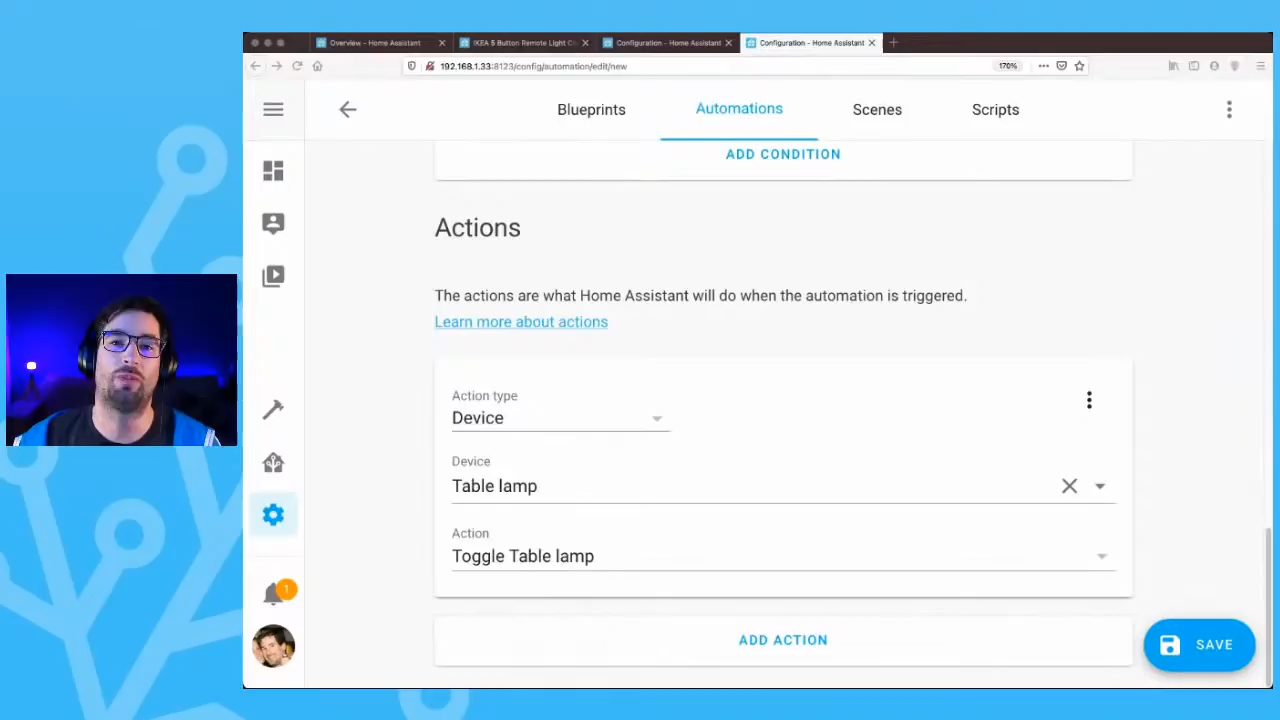 Overview - Home Assistant
IKEA 5 Button Remote Light C
Configuration - Home Assistant
Configuration - Home Assistant
192.168.1.33:8123/config/automation/edit/new
170%
Blueprints
Automations
Scenes
Scripts
ADD CONDITION
Actions
The actions are what Home Assistant will do when the automation is triggered.
Learn more about actions
Action type
Device
Device
Table lamp
Action
Toggle Table lamp
1
ADD ACTION
SAVE